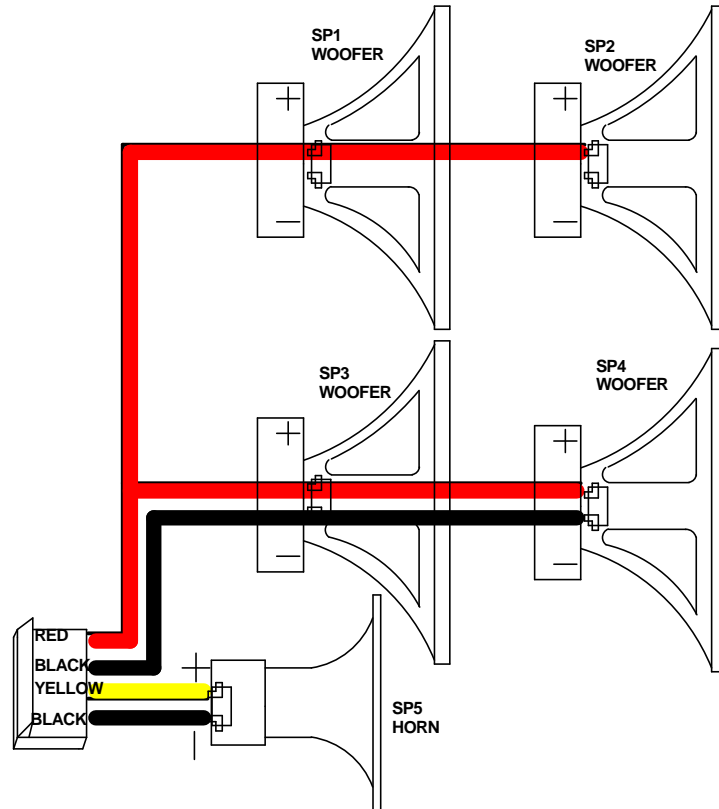 SP1
WOOFER
SP2
WOOFER
+
+
−
−
SP3
WOOFER
SP4
WOOFER
+
+
−
−
RED
BLACK
YELLOW
BLACK
+
SP5
HORN
|